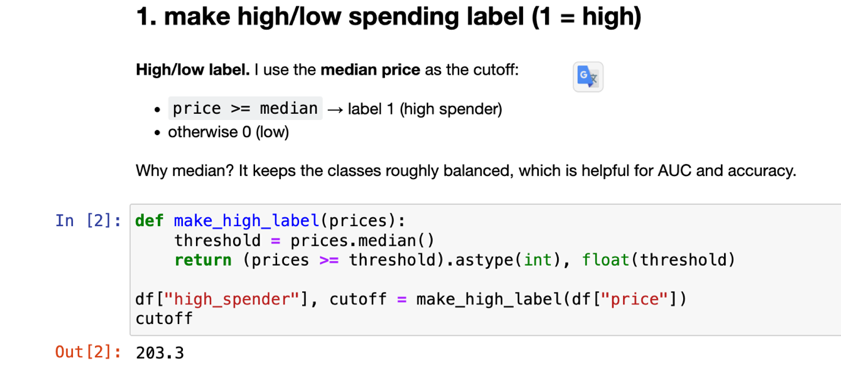 1. make high/low spending label (1 = high)
High/low label. I use the median price as the cutoff:
• price >= median → label 1 (high spender)
• otherwise 0 (low)
Why median? It keeps the classes roughly balanced, which is helpful for AUC and accuracy.
In [2]: def make_high_label(prices):
    threshold = prices.median()
    return (prices >= threshold).astype(int), float(threshold)
df["high_spender"], cutoff = make_high_label(df["price"])
cutoff
Out[2]: 203.3